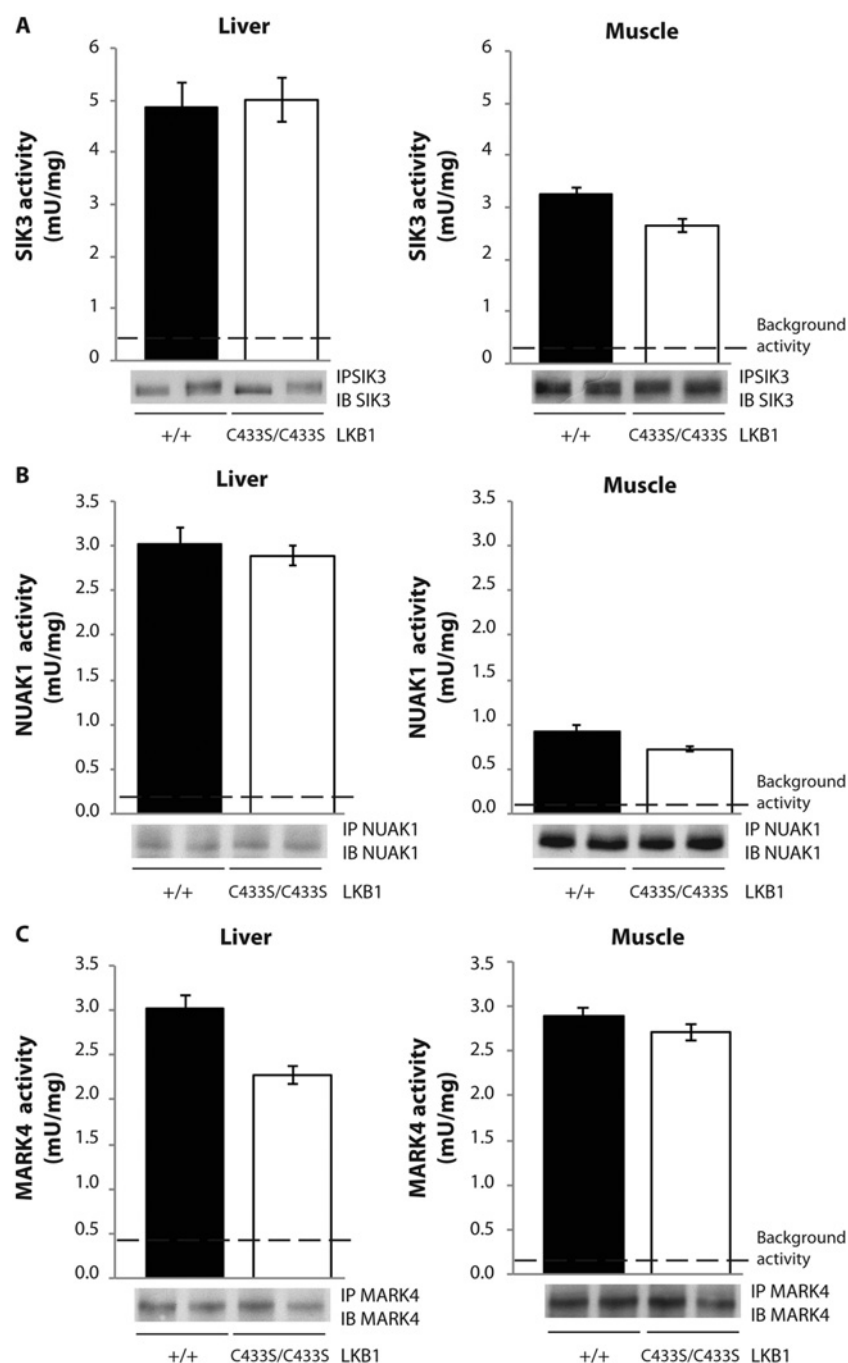 A
Liver
Muscle
SIK3 activity
(mU/mg)
6
5
4
3
2
1
0
SIK3 activity
(mU/mg)
6
5
4
3
2
1
0
Background
activity
IPSIK3
IB SIK3
+/+ C433S/C433S LKB1
IPSIK3
IB SIK3
+/+ C433S/C433S LKB1
B
Liver
Muscle
NUAK1 activity
(mU/mg)
3.5
3.0
2.5
2.0
1.5
1.0
0.5
0.0
NUAK1 activity
(mU/mg)
3.5
3.0
2.5
2.0
1.5
1.0
0.5
0.0
Background
activity
IP NUAK1
IB NUAK1
+/+ C433S/C433S LKB1
IP NUAK1
IB NUAK1
+/+ C433S/C433S LKB1
C
Liver
Muscle
MARK4 activity
(mU/mg)
3.5
3.0
2.5
2.0
1.5
1.0
0.5
0.0
MARK4 activity
(mU/mg)
3.5
3.0
2.5
2.0
1.5
1.0
0.5
0.0
Background
activity
IP MARK4
IB MARK4
+/+ C433S/C433S LKB1
IP MARK4
IB MARK4
+/+ C433S/C433S LKB1